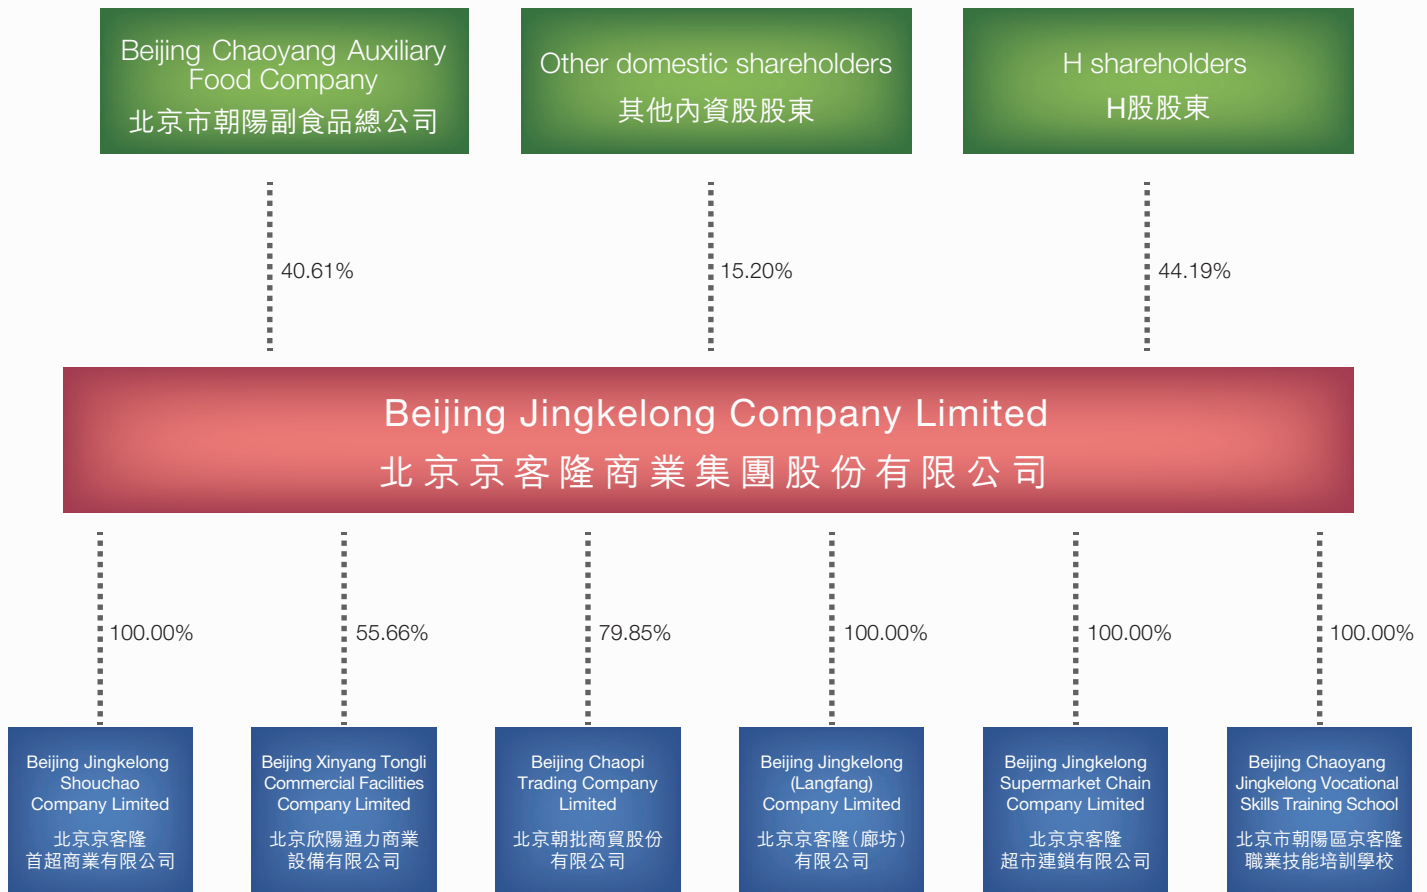 Beijing Chaoyang Auxiliary
Food Company
北京市朝陽副食品總公司
Other domestic shareholders
其他內資股股東
H shareholders
H股股東
40.61%
15.20%
44.19%
Beijing Jingkelong Company Limited
北京京客隆商業集團股份有限公司
100.00%
55.66%
79.85%
100.00%
100.00%
100.00%
Beijing Jingkelong
Shouchao
Company Limited
北京京客隆
首超商業有限公司
Beijing Xinyang Tongli
Commercial Facilities
Company Limited
北京欣陽通力商業
設備有限公司
Beijing Chaopi
Trading Company
Limited
北京朝批商貿股份
有限公司
Beijing Jingkelong
(Langfang)
Company Limited
北京京客隆(廊坊)
有限公司
Beijing Jingkelong
Supermarket Chain
Company Limited
北京京客隆
超市連鎖有限公司
Beijing Chaoyang
Jingkelong Vocational
Skills Training School
北京市朝陽區京客隆
職業技能培訓學校